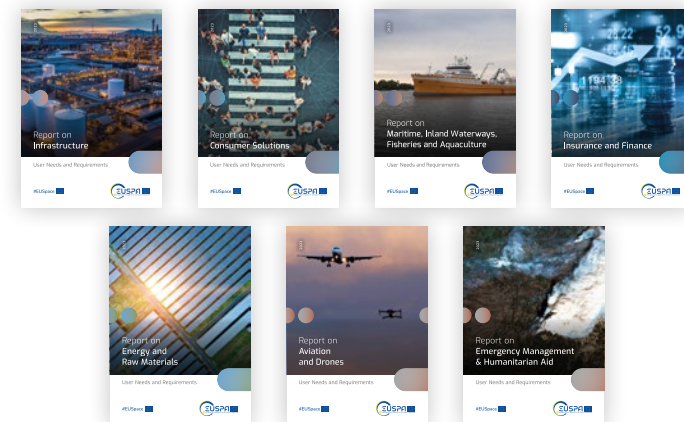 Report on
Infrastructure
User Needs and Requirements
#EUSpace
EUSPA
Report on
Consumer Solutions
User Needs and Requirements
#EUSpace
EUSPA
Report on
Maritime, Inland Waterways,
Fisheries and Aquaculture
User Needs and Requirements
#EUSpace
EUSPA
Report on
Insurance and Finance
User Needs and Requirements
#EUSpace
EUSPA
Report on
Energy and
Raw Materials
User Needs and Requirements
#EUSpace
EUSPA
Report on
Aviation
and Drones
User Needs and Requirements
#EUSpace
EUSPA
2023
Report on
Emergency Management
& Humanitarian Aid
User Needs and Requirements
#EUSpace
EUSPA